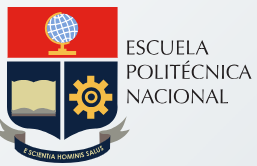 ESCUELA
POLITÉCNICA
NACIONAL
E SCIENTIA HOMINIS SALUS